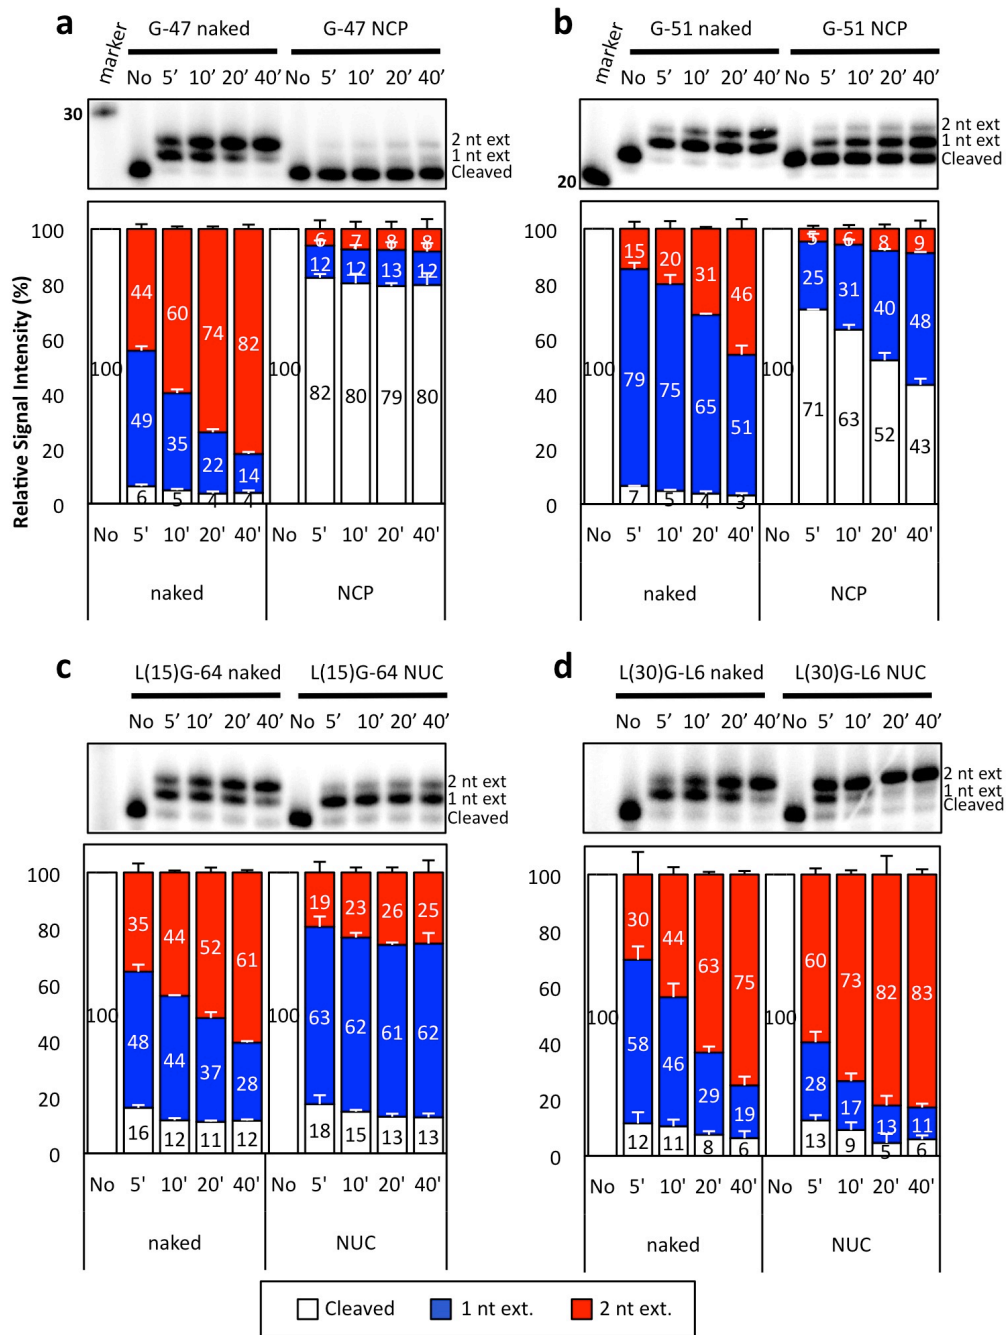 a
G-47 naked G-47 NCP
marker No 5' 10' 20' 40' No 5' 10' 20' 40'
30
2 nt ext
1 nt ext
Cleaved
Relative Signal Intensity (%)
100
80
60
40
20
0
44 60 74 82 6 7 8 8
49 35 22 14 12 12 13 12
100 6 5 4 4 100 82 80 79 80
No 5' 10' 20' 40' No 5' 10' 20' 40'
naked NCP
b
G-51 naked G-51 NCP
marker No 5' 10' 20' 40' No 5' 10' 20' 40'
20
2 nt ext
1 nt ext
Cleaved
100
80
60
40
20
0
15 20 31 46 5 6 8 9
79 75 65 51 25 31 40 48
100 7 5 4 3 100 71 63 52 43
No 5' 10' 20' 40' No 5' 10' 20' 40'
naked NCP
c
L(15)G-64 naked L(15)G-64 NUC
No 5' 10' 20' 40' No 5' 10' 20' 40'
2 nt ext
1 nt ext
Cleaved
100
80
60
40
20
0
35 44 52 61 19 23 26 25
48 44 37 28 63 62 61 62
100 16 12 11 12 100 18 15 13 13
No 5' 10' 20' 40' No 5' 10' 20' 40'
naked NUC
d
L(30)G-L6 naked L(30)G-L6 NUC
No 5' 10' 20' 40' No 5' 10' 20' 40'
2 nt ext
1 nt ext
Cleaved
100
80
60
40
20
0
30 44 63 75 60 73 82 83
58 46 29 19 28 17 13 11
100 12 11 8 6 100 13 9 5 6
No 5' 10' 20' 40' No 5' 10' 20' 40'
naked NUC
Cleaved 1 nt ext. 2 nt ext.